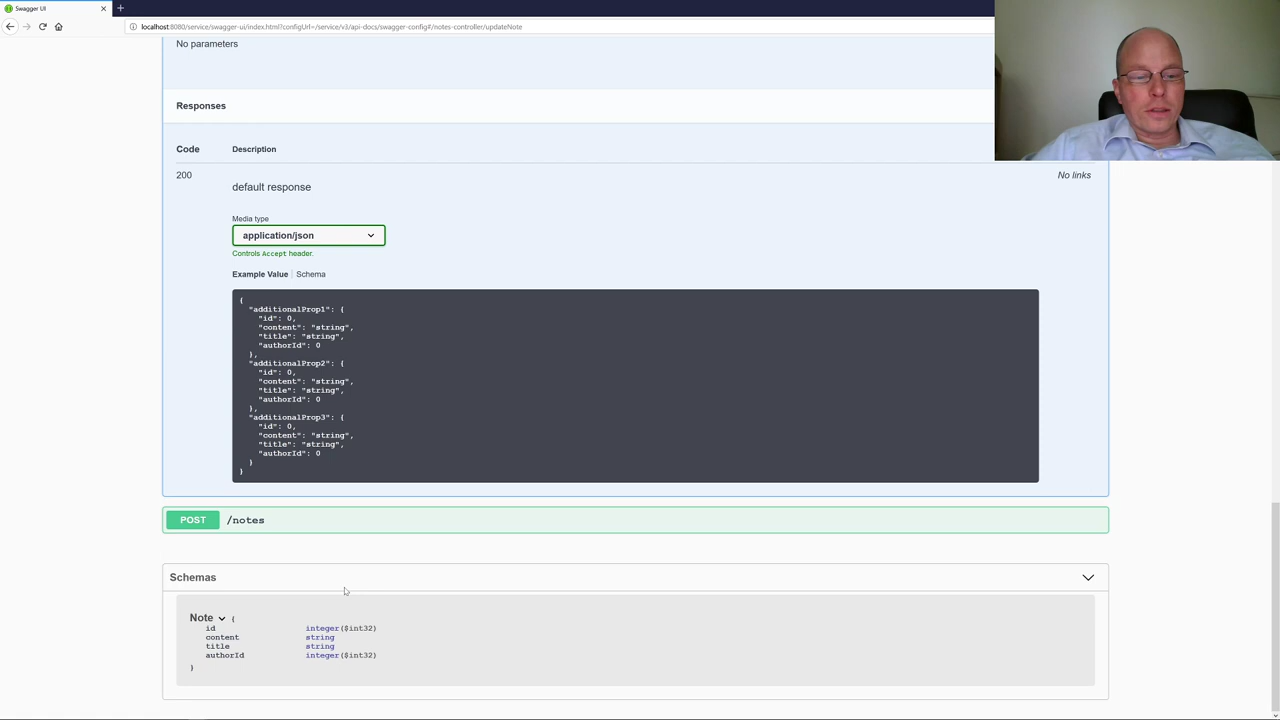 Swagger UI
localhost:8080/service/swagger-ui/index.html?configUrl=/service/v3/api-docs/swagger-config#/notes-controller/updateNote
No parameters
Responses
Code Description
200 No links
default response
Media type
application/json
Controls Accept header.
Example Value Schema
{
"additionalProp1": {
"id": 0,
"content": "string",
"title": "string",
"authorId": 0
},
"additionalProp2": {
"id": 0,
"content": "string",
"title": "string",
"authorId": 0
},
"additionalProp3": {
"id": 0,
"content": "string",
"title": "string",
"authorId": 0
}
}
POST /notes
Schemas
Note {
id integer($int32)
content string
title string
authorId integer($int32)
}